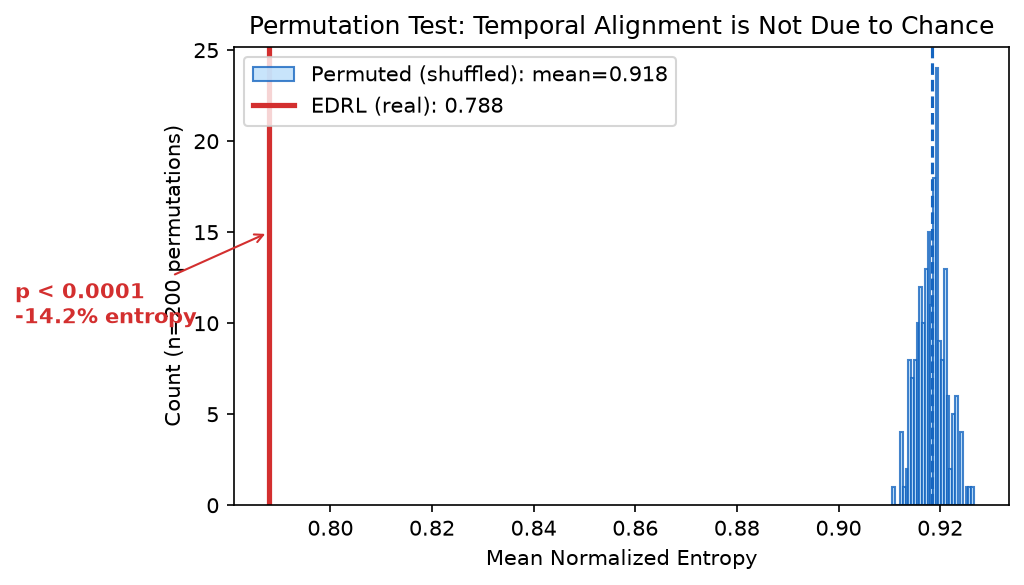 Permutation Test: Temporal Alignment is Not Due to Chance
Permuted (shuffled): mean=0.918
EDRL (real): 0.788
25
20
15
10
5
0
Count (n=200 permutations)
p < 0.0001
-14.2% entropy
0.80 0.82 0.84 0.86 0.88 0.90 0.92
Mean Normalized Entropy